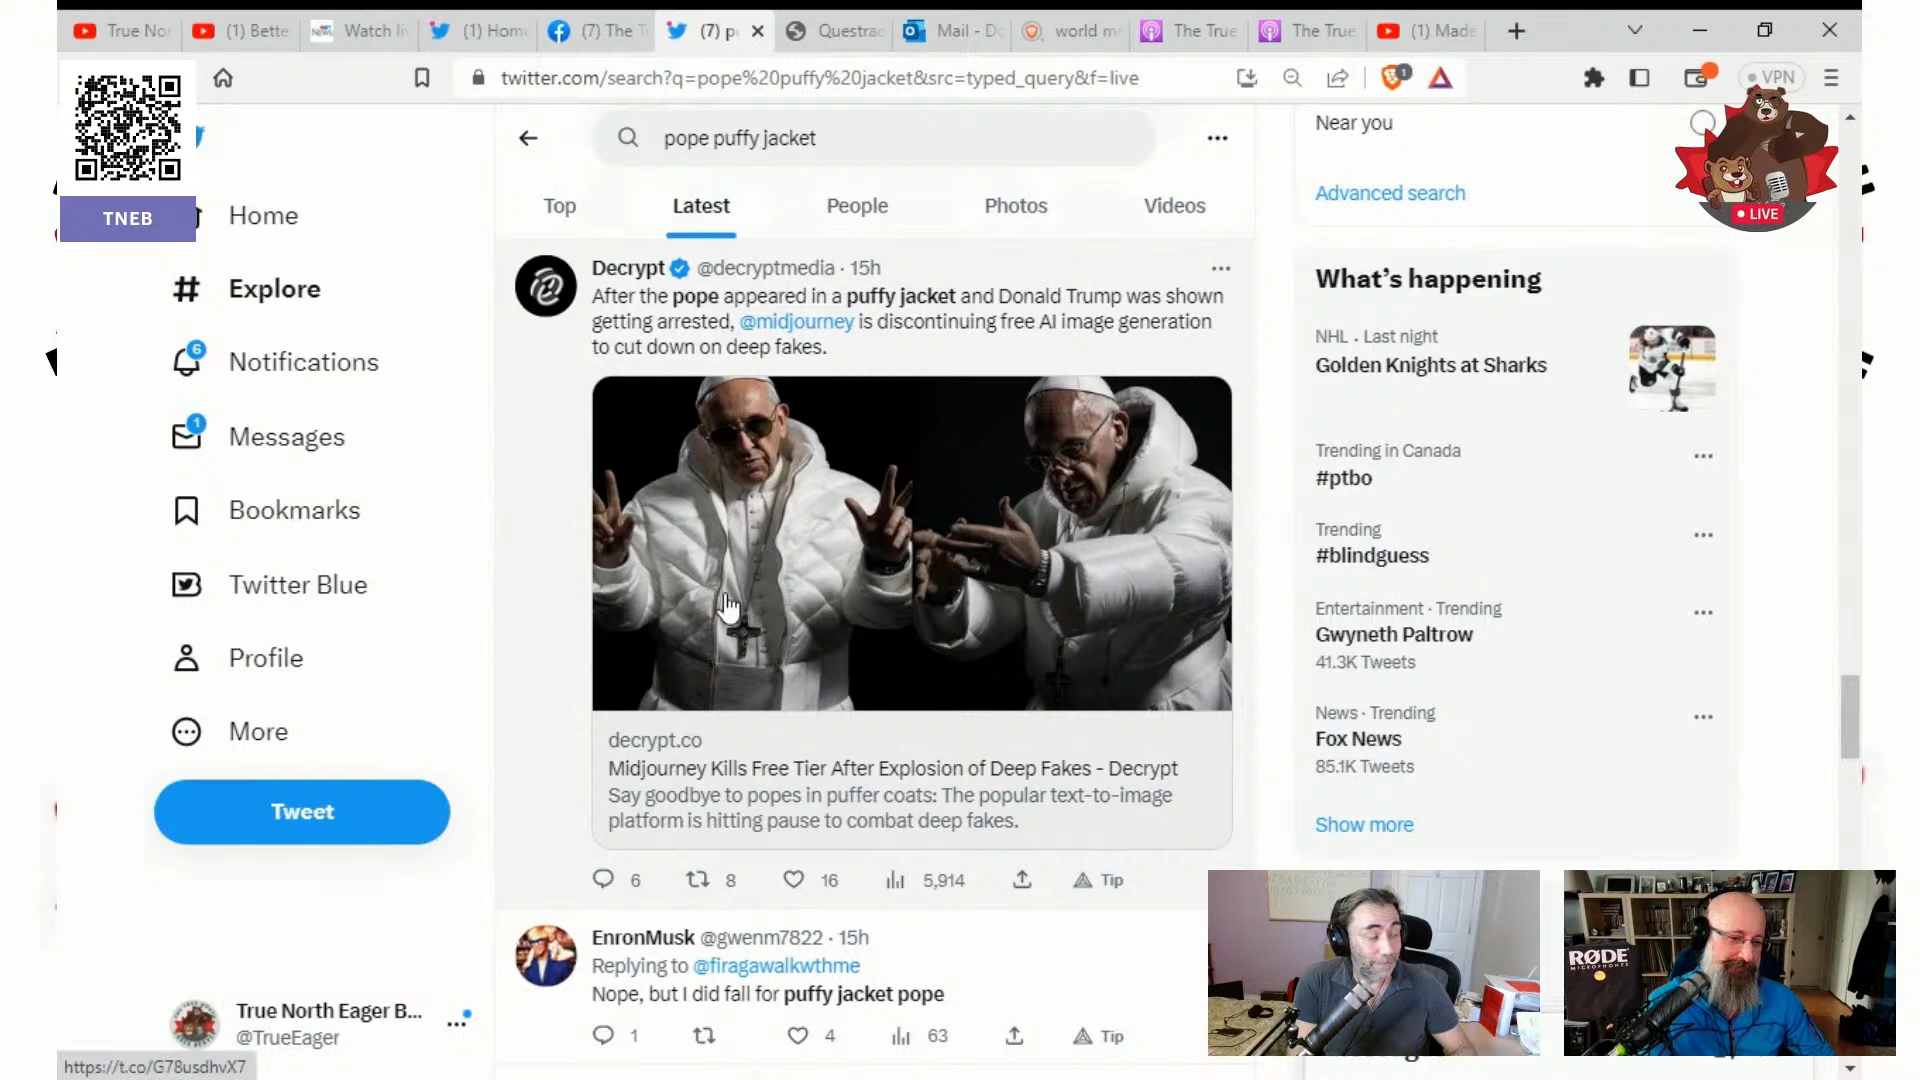 True Nor
(1) Bette
Watch li
(1) Hom
(7) The T
(7) p
Questrac
Mail - D
world m
The True
The True
(1) Made
twitter.com/search?q=pope%20puffy%20jacket&src=typed_query&f=live
1
VPN
TNEB
LIVE
Home
Explore
6
Notifications
1
Messages
Bookmarks
Twitter Blue
Profile
More
Tweet
True North Eager B...
@TrueEager
https://t.co/G78usdhvX7
pope puffy jacket
Top
Latest
People
Photos
Videos
Decrypt @decryptmedia · 15h
After the pope appeared in a puffy jacket and Donald Trump was shown
getting arrested, @midjourney is discontinuing free AI image generation
to cut down on deep fakes.
decrypt.co
Midjourney Kills Free Tier After Explosion of Deep Fakes - Decrypt
Say goodbye to popes in puffer coats: The popular text-to-image
platform is hitting pause to combat deep fakes.
6
8
16
5,914
Tip
EnronMusk @gwenm7822 · 15h
Replying to @firagawalkwthme
Nope, but I did fall for puffy jacket pope
1
4
63
Tip
Near you
Advanced search
What's happening
NHL · Last night
Golden Knights at Sharks
Trending in Canada
#ptbo
Trending
#blindguess
Entertainment · Trending
Gwyneth Paltrow
41.3K Tweets
News · Trending
Fox News
85.1K Tweets
Show more
RØDE
MICROPHONES